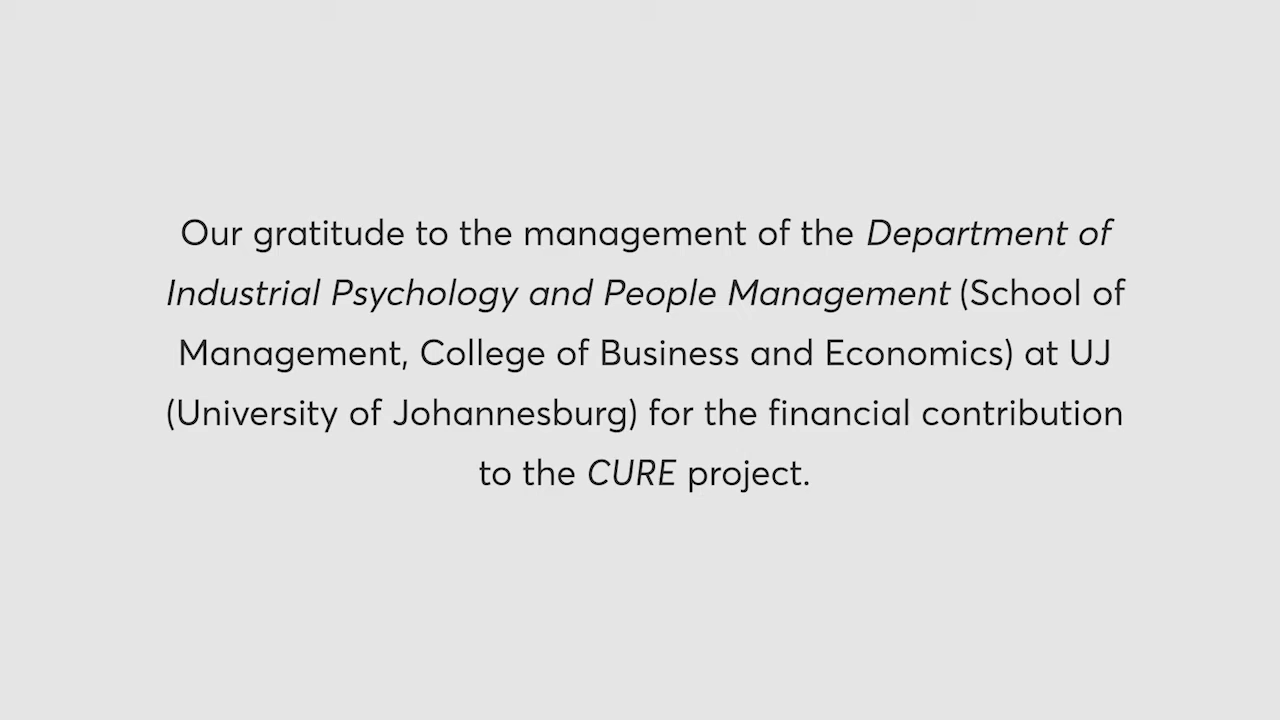 Our gratitude to the management of the Department of
Industrial Psychology and People Management (School of
Management, College of Business and Economics) at UJ
(University of Johannesburg) for the financial contribution
to the CURE project.